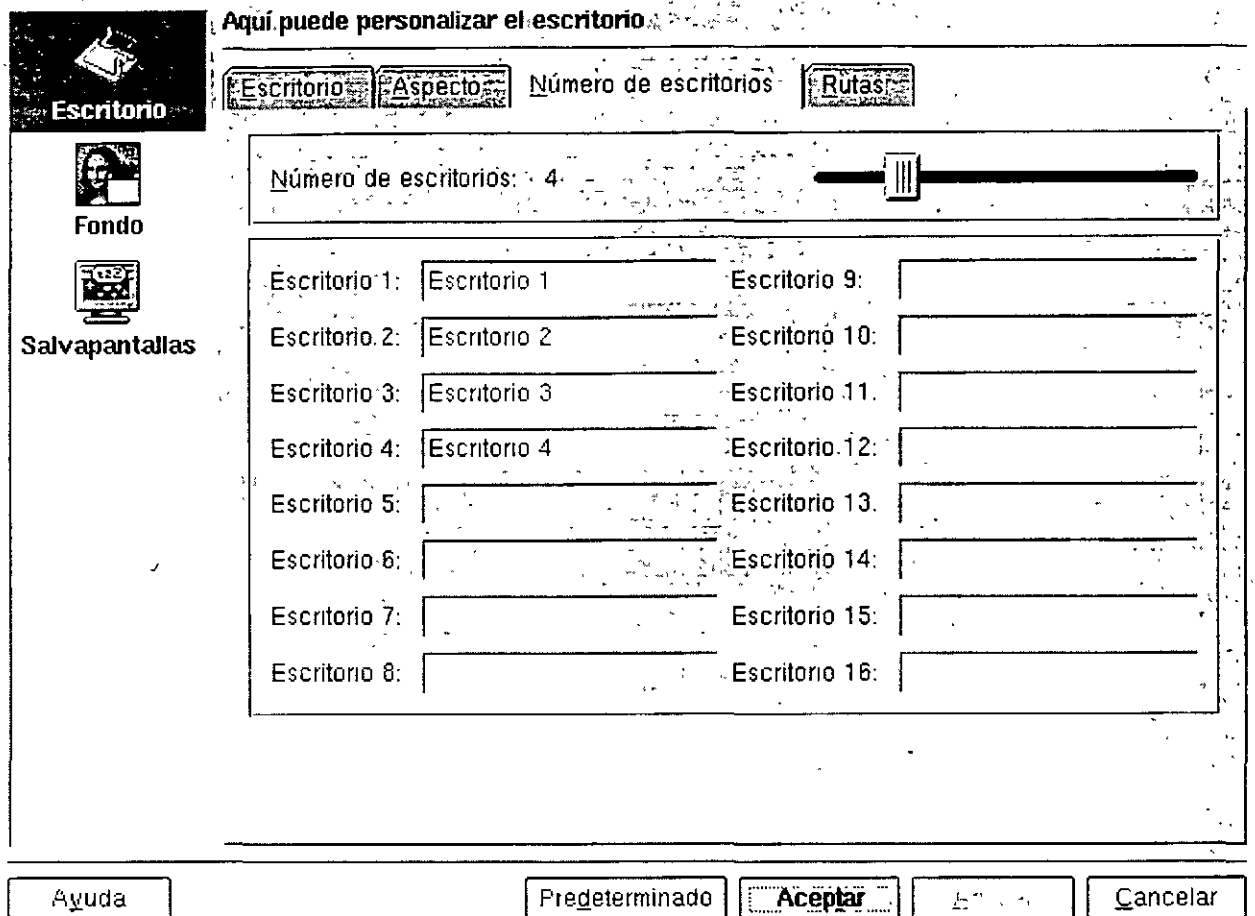 Aquí puede personalizar el escritorio
Escritorio
Fondo
Salvapantallas
Escritorio Aspecto Número de escritorios Rutas
Número de escritorios: 4
Escritorio 1: Escritorio 1 Escritorio 9:
Escritorio 2: Escritorio 2 Escritorio 10:
Escritorio 3: Escritorio 3 Escritorio 11.
Escritorio 4: Escritorio 4 Escritorio 12:
Escritorio 5: Escritorio 13.
Escritorio 6: Escritorio 14:
Escritorio 7: Escritorio 15:
Escritorio 8: Escritorio 16:
Ayuda Predeterminado Aceptar Cancelar